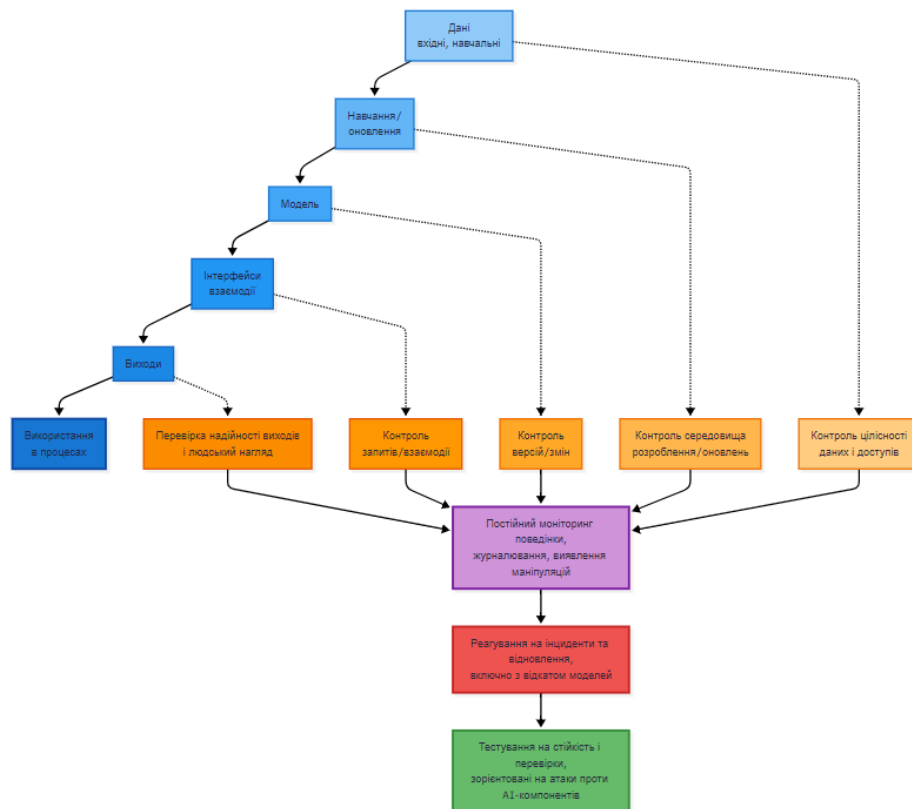 Дані
вхідні, навчальні
Навчання/
оновлення
Модель
Інтерфейси
взаємодії
Виходи
Використання
в процесах
Перевірка надійності виходів
і людський нагляд
Контроль
запитів/взаємодії
Контроль
версій/змін
Контроль середовища
розроблення/оновлень
Контроль цілісності
даних і доступів
Постійний моніторинг
поведінки,
журналювання, виявлення
маніпуляцій
Реагування на інциденти та
відновлення,
включно з відкатом моделей
Тестування на стійкість і
перевірки,
зорієнтовані на атаки проти
AI-компонентів